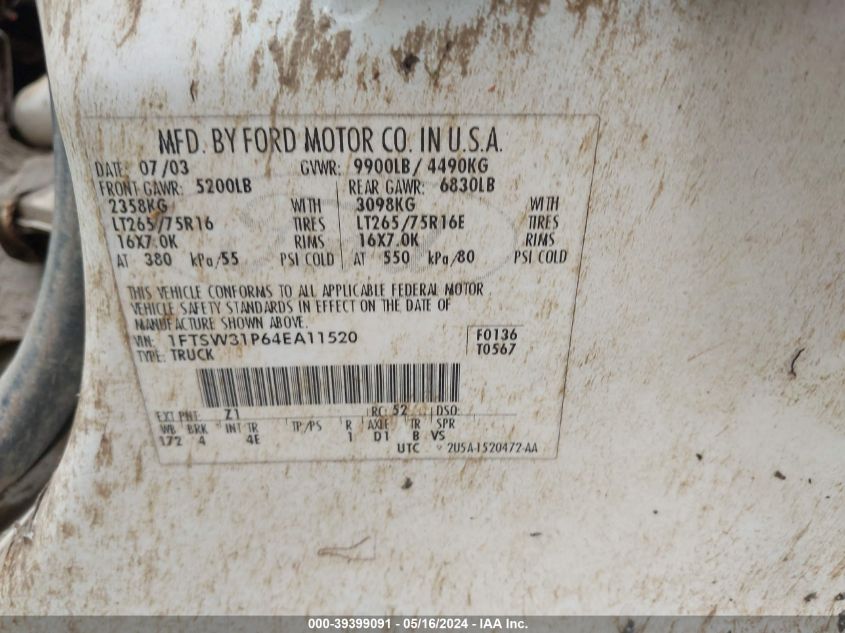 MFD. BY FORD MOTOR CO. IN U.S.A.
DATE: 07/03 GVWR: 9900LB/ 4490KG
FRONT GAWR: 5200LB REAR GAWR: 6830LB
2358KG WITH 3098KG WITH
LT265/75R16 TIRES LT265/75R16E TIRES
16X7.0K RIMS 16X7.0K RIMS
AT 380 kPa/55 PSI COLD AT 550 kPa/80 PSI COLD
THIS VEHICLE CONFORMS TO ALL APPLICABLE FEDERAL MOTOR
VEHICLE SAFETY STANDARDS IN EFFECT ON THE DATE OF
MANUFACTURE SHOWN ABOVE.
VIN: 1FTSW31P64EA11520 F0136
TYPE: TRUCK T0567
EXT PNT: Z1 RC: 52 DSO:
WB BRK INT TR TP/PS R AXLE TR SPR
172 4 4E 1 D1 B VS
UTC 2U5A-1520472-AA
000-39399091 - 05/16/2024 - IAA Inc.